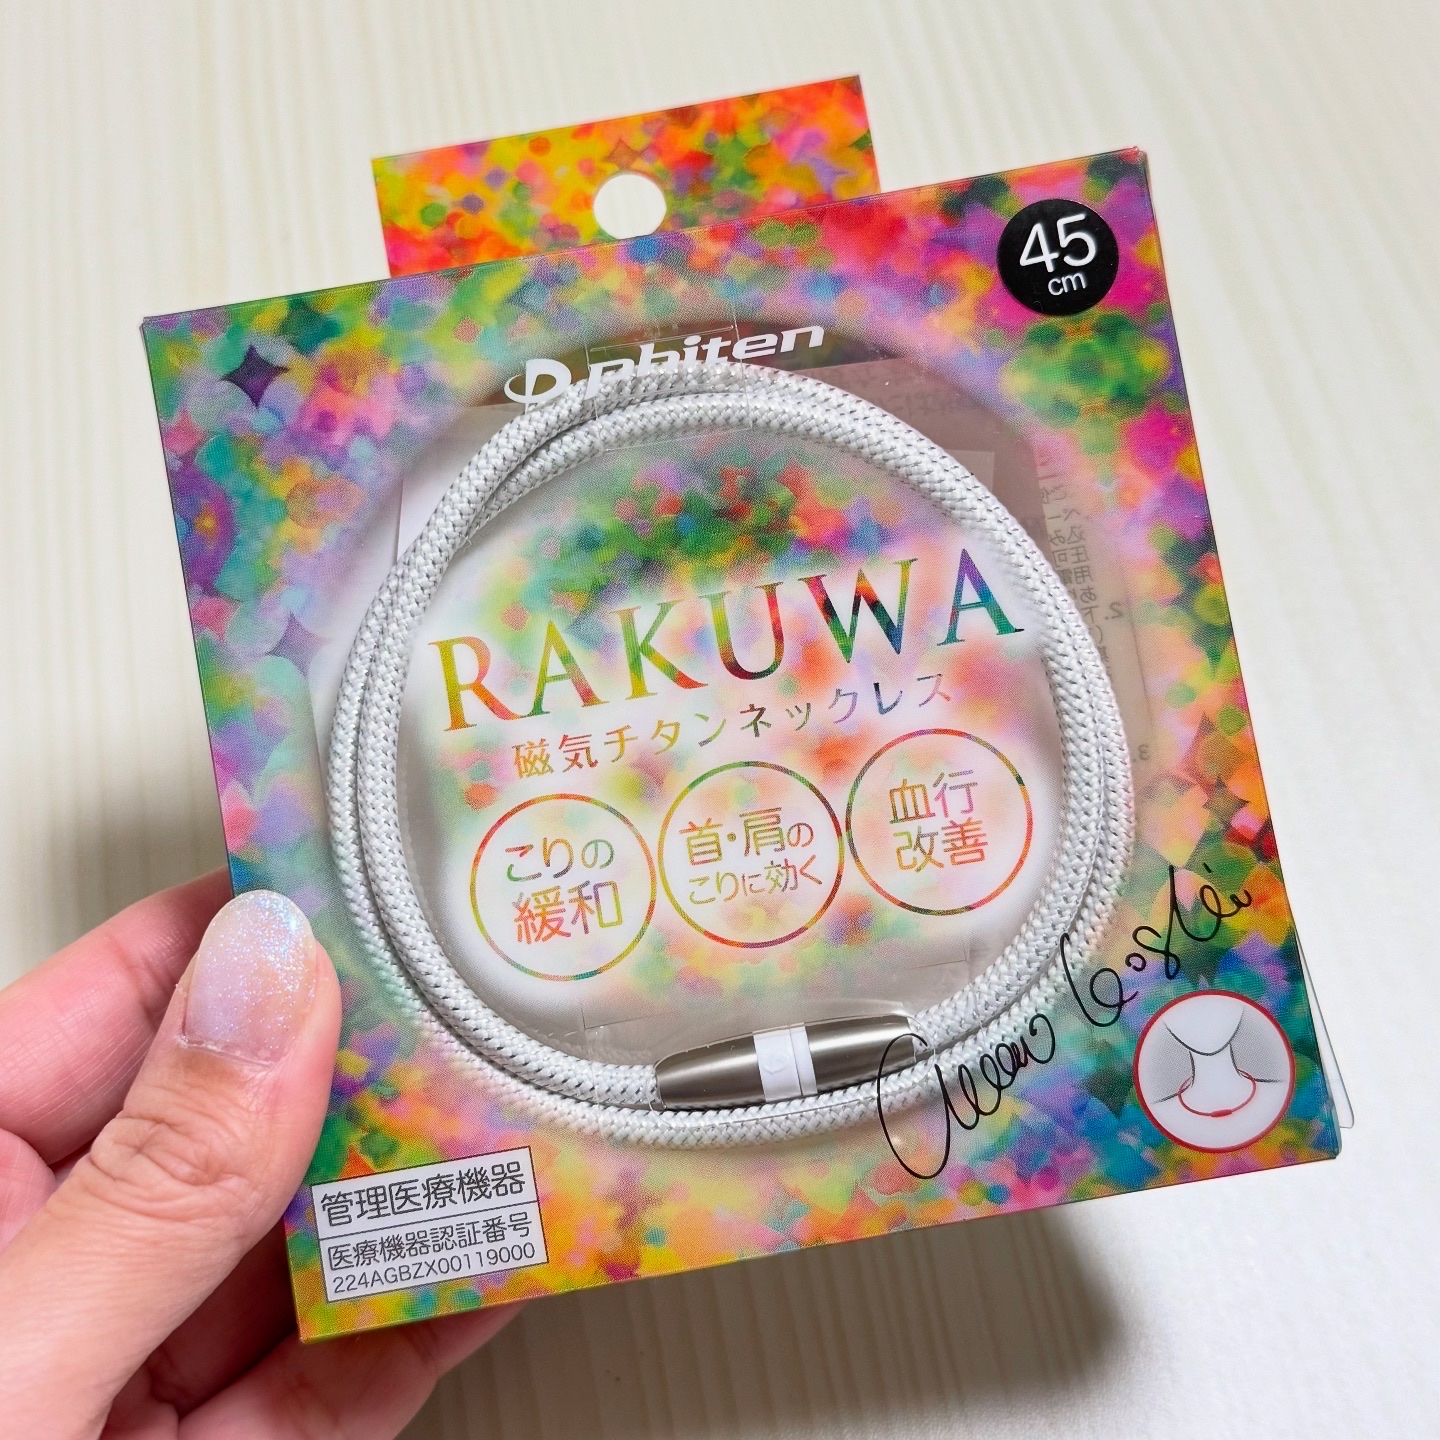 45
cm
phiten
RAKUWA
磁気チタンネックレス
こりの
緩和
首・肩の
こりに効く
血行
改善
管理医療機器
医療機器認証番号
224AGBZX00119000